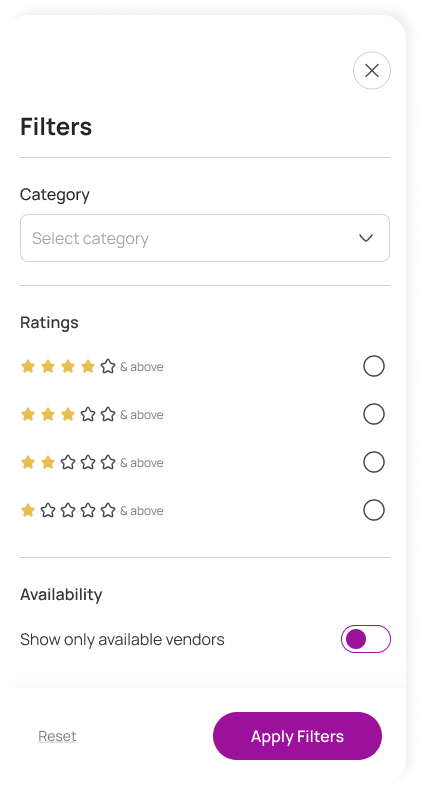 Filters
Category
Select category
Ratings
& above
& above
& above
& above
Availability
Show only available vendors
Reset
Apply Filters